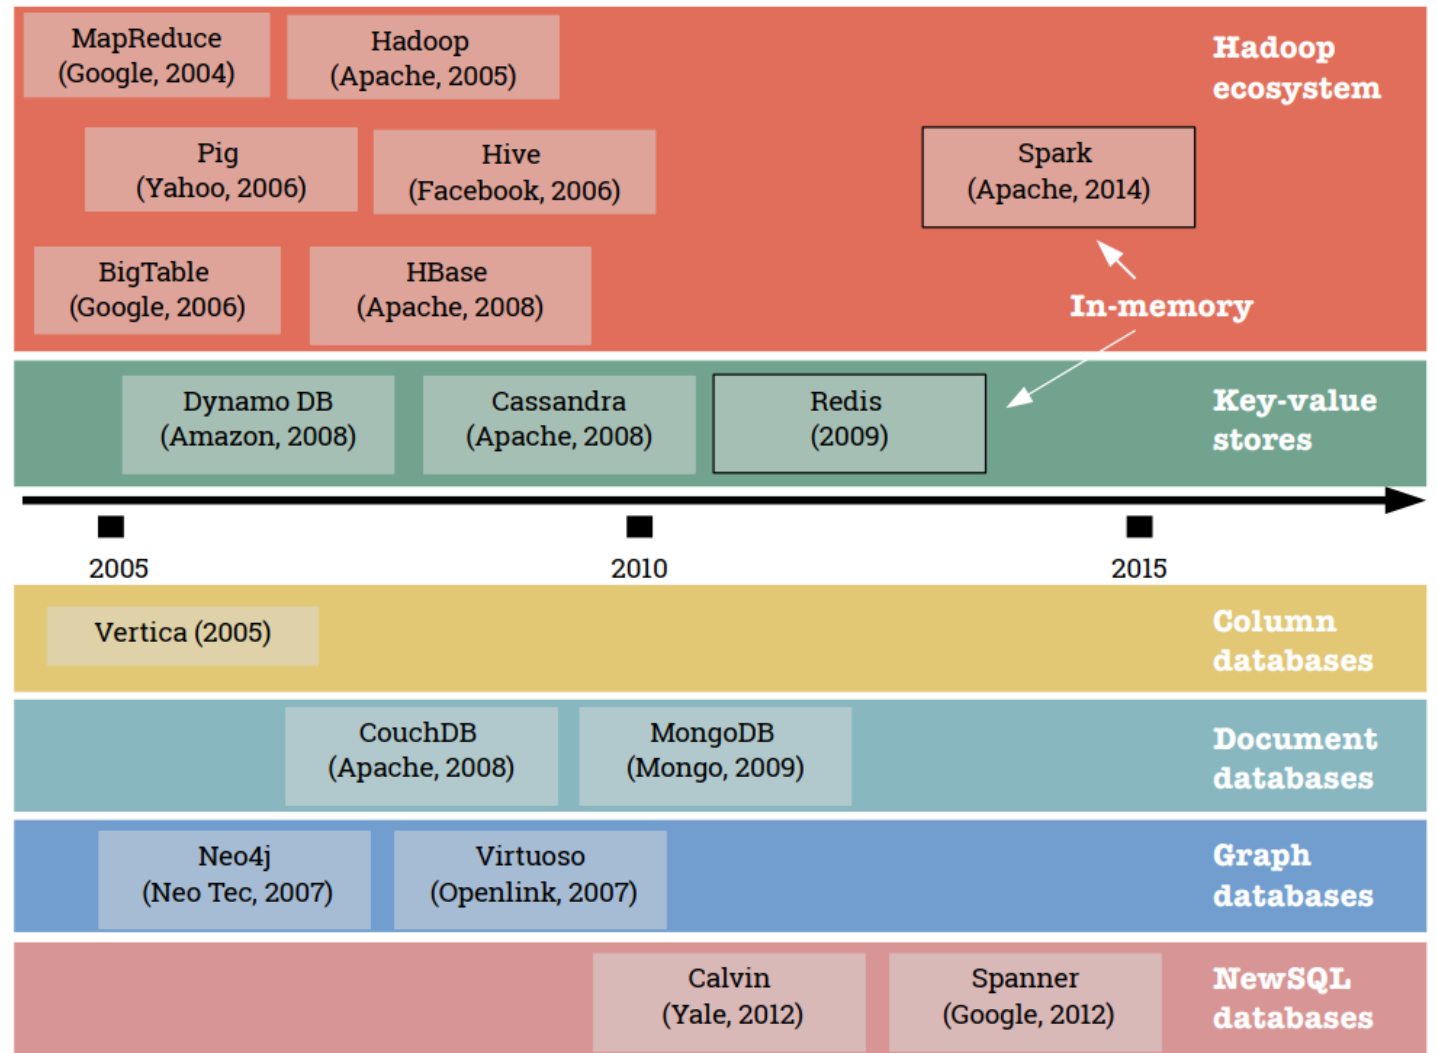 MapReduce
(Google, 2004)
Hadoop
(Apache, 2005)
Hadoop
ecosystem
Pig
(Yahoo, 2006)
Hive
(Facebook, 2006)
Spark
(Apache, 2014)
BigTable
(Google, 2006)
HBase
(Apache, 2008)
In-memory
Dynamo DB
(Amazon, 2008)
Cassandra
(Apache, 2008)
Redis
(2009)
Key-value
stores
2005
2010
2015
Vertica (2005)
Column
databases
CouchDB
(Apache, 2008)
MongoDB
(Mongo, 2009)
Document
databases
Neo4j
(Neo Tec, 2007)
Virtuoso
(Openlink, 2007)
Graph
databases
Calvin
(Yale, 2012)
Spanner
(Google, 2012)
NewSQL
databases